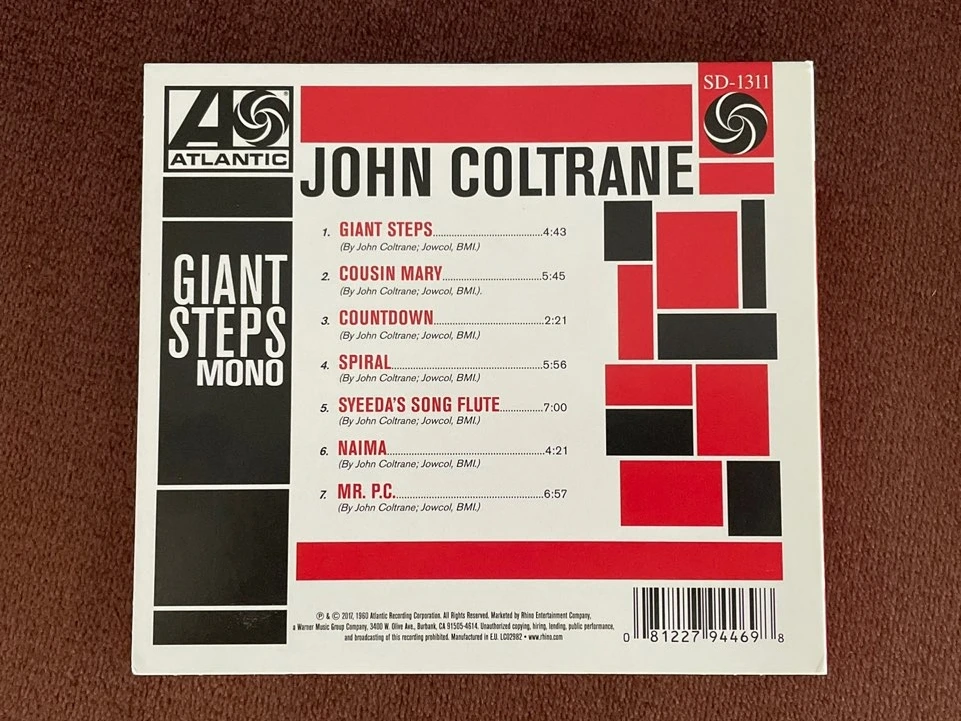 ATLANTIC
SD-1311
JOHN COLTRANE
GIANT
STEPS
MONO
1. GIANT STEPS..............................4:43
(By John Coltrane; Jowcol, BMI.)
2. COUSIN MARY...........................5:45
(By John Coltrane; Jowcol, BMI.).
3. COUNTDOWN..............................2:21
(By John Coltrane; Jowcol, BMI.)
4. SPIRAL..........................................5:56
(By John Coltrane; Jowcol, BMI.)
5. SYEEDA'S SONG FLUTE............7:00
(By John Coltrane; Jowcol, BMI.)
6. NAIMA...........................................4:21
(By John Coltrane; Jowcol, BMI.)
7. MR. P.C.........................................6:57
(By John Coltrane; Jowcol, BMI.)
℗ & © 2017, 1960 Atlantic Recording Corporation. All Rights Reserved. Marketed by Rhino Entertainment Company,
a Warner Music Group Company, 3400 W. Olive Ave., Burbank, CA 91505-4614. Unauthorized copying, hiring, lending, public performance,
and broadcasting of this recording prohibited. Manufactured in E.U. LC02982 • www.rhino.com
0 81227 94469 8